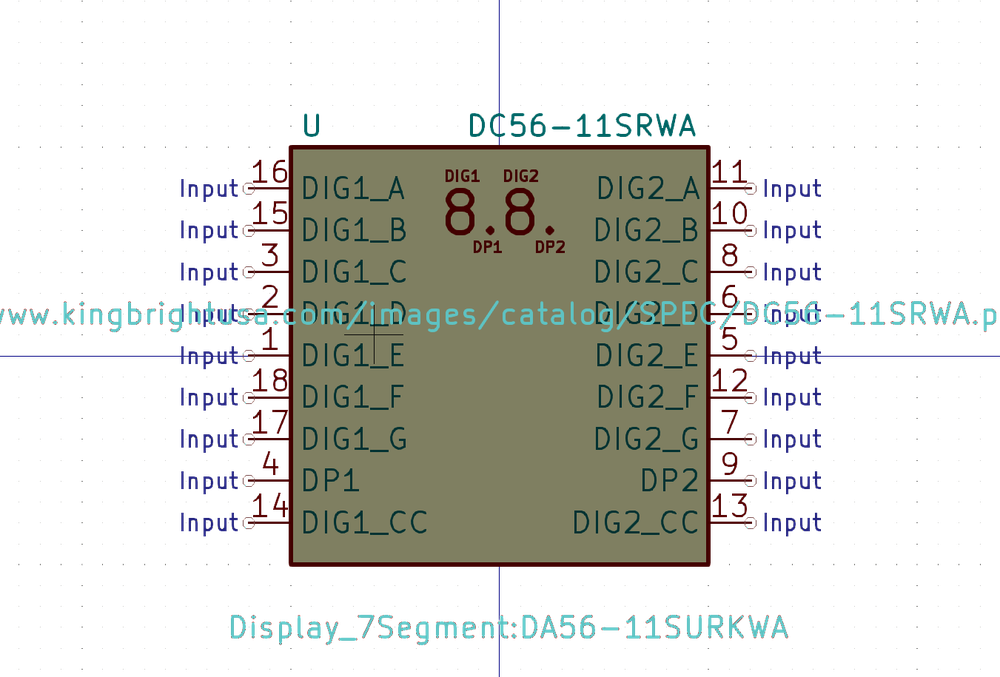 U DC56-11SRWA
DIG1 DIG2
16 11
Input DIG1_A 8.8. DIG2_A Input
15 10
Input DIG1_B DIG2_B Input
DP1 DP2
3 8
Input DIG1_C DIG2_C Input
2 6
Input DIG1_D DIG2_D Input
www.kingbrightusa.com/images/catalog/SPEC/DC56-11SRWA.p
1 5
Input DIG1_E DIG2_E Input
18 12
Input DIG1_F DIG2_F Input
17 7
Input DIG1_G DIG2_G Input
4 9
Input DP1 DP2 Input
14 13
Input DIG1_CC DIG2_CC Input
Display_7Segment:DA56-11SURKWA